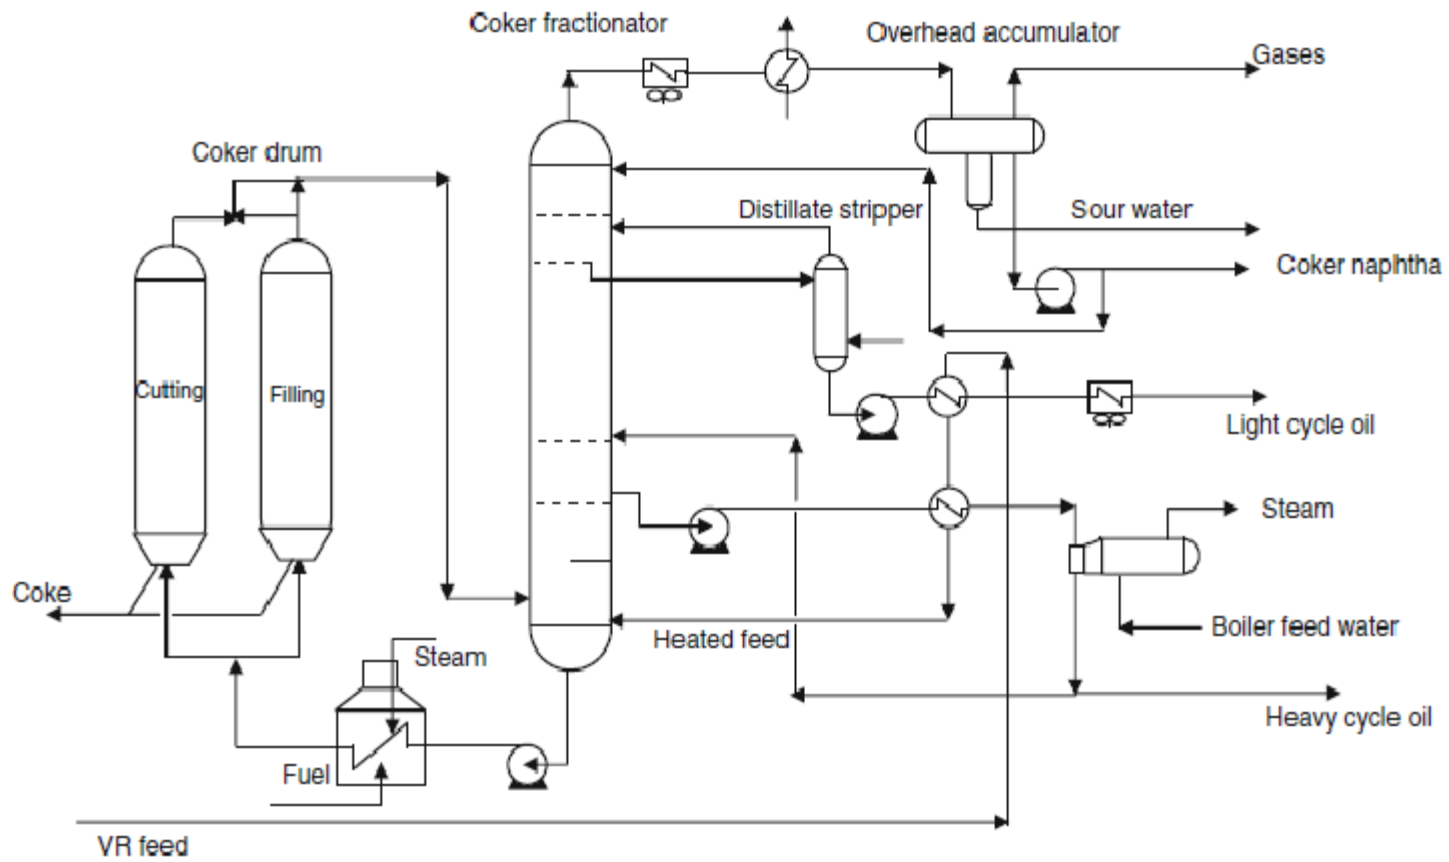 Coker fractionator
Overhead accumulator
Gases
Coker drum
Distillate stripper
Sour water
Coker naphtha
Cutting
Filling
Light cycle oil
Steam
Coke
Boiler feed water
Heated feed
Steam
Heavy cycle oil
Fuel
VR feed